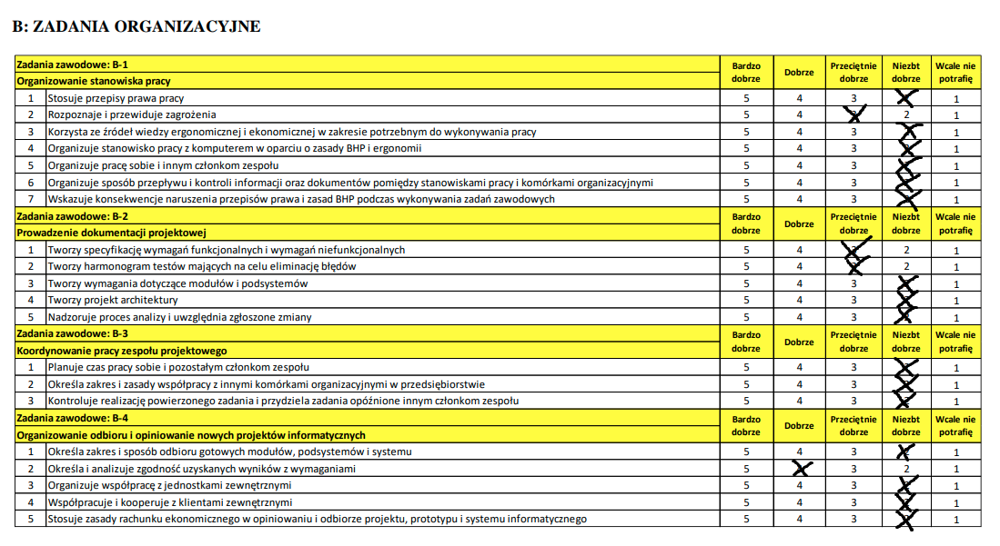 B: ZADANIA ORGANIZACYJNE
Zadania zawodowe: B-1 Bardzo dobrze Dobrze Przeciętnie dobrze Niezbt dobrze Wcale nie potrafię
Organizowanie stanowiska pracy
1 Stosuje przepisy prawa pracy 5 4 3 1
2 Rozpoznaje i przewiduje zagrożenia 5 4 2 1
3 Korzysta ze źródeł wiedzy ergonomicznej i ekonomicznej w zakresie potrzebnym do wykonywania pracy 5 4 3 1
4 Organizuje stanowisko pracy z komputerem w oparciu o zasady BHP i ergonomii 5 4 3 1
5 Organizuje pracę sobie i innym członkom zespołu 5 4 3 1
6 Organizuje sposób przepływu i kontroli informacji oraz dokumentów pomiędzy stanowiskami pracy i komórkami organizacyjnymi 5 4 3 1
7 Wskazuje konsekwencje naruszenia przepisów prawa i zasad BHP podczas wykonywania zadań zawodowych 5 4 3 1
Zadania zawodowe: B-2 Bardzo dobrze Dobrze Przeciętnie dobrze Niezbt dobrze Wcale nie potrafię
Prowadzenie dokumentacji projektowej
1 Tworzy specyfikację wymagań funkcjonalnych i wymagań niefunkcjonalnych 5 4 2 1
2 Tworzy harmonogram testów mających na celu eliminację błędów 5 4 2 1
3 Tworzy wymagania dotyczące modułów i podsystemów 5 4 3 1
4 Tworzy projekt architektury 5 4 3 1
5 Nadzoruje proces analizy i uwzględnia zgłoszone zmiany 5 4 3 1
Zadania zawodowe: B-3 Bardzo dobrze Dobrze Przeciętnie dobrze Niezbt dobrze Wcale nie potrafię
Koordynowanie pracy zespołu projektowego
1 Planuje czas pracy sobie i pozostałym członkom zespołu 5 4 3 1
2 Określa zakres i zasady współpracy z innymi komórkami organizacyjnymi w przedsiębiorstwie 5 4 3 1
3 Kontroluje realizację powierzonego zadania i przydziela zadania opóźnione innym członkom zespołu 5 4 3 1
Zadania zawodowe: B-4 Bardzo dobrze Dobrze Przeciętnie dobrze Niezbt dobrze Wcale nie potrafię
Organizowanie odbioru i opiniowanie nowych projektów informatycznych
1 Określa zakres i sposób odbioru gotowych modułów, podsystemów i systemu 5 4 3 1
2 Określa i analizuje zgodność uzyskanych wyników z wymaganiami 5 3 2 1
3 Organizuje współpracę z jednostkami zewnętrznymi 5 4 3 1
4 Współpracuje i kooperuje z klientami zewnętrznymi 5 4 3 1
5 Stosuje zasady rachunku ekonomicznego w opiniowaniu i odbiorze projektu, prototypu i systemu informatycznego 5 4 3 1